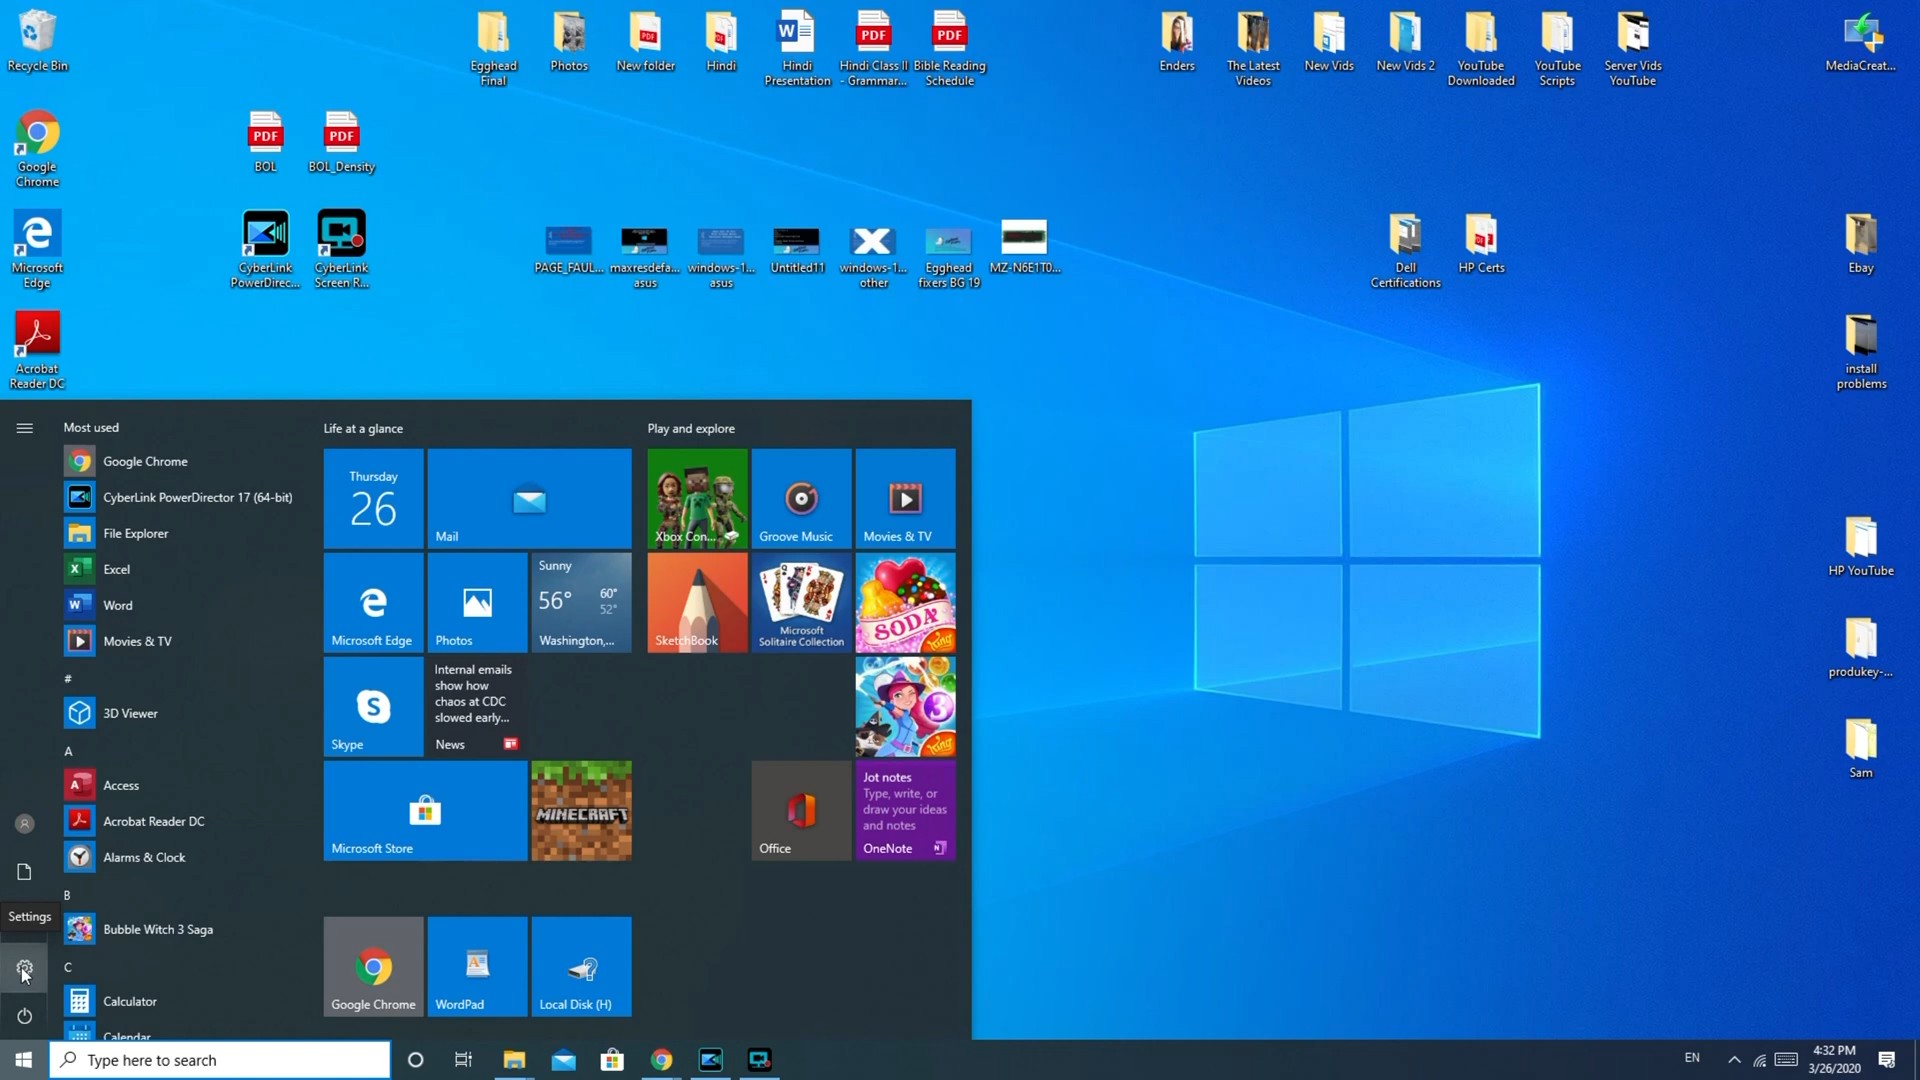 Recycle Bin
Egghead
Final
Photos
New folder
Hindi
Hindi
Presentation
Hindi Class II
- Grammar...
Bible Reading
Schedule
Enders
The Latest
Videos
New Vids
New Vids 2
YouTube
Downloaded
YouTube
Scripts
Server Vids
YouTube
MediaCreat...
Google
Chrome
PDF
BOL
PDF
BOL_Density
Microsoft
Edge
CyberLink
PowerDirec...
CyberLink
Screen R...
PAGE_FAUL...
maxresdefa...
asus
windows-1...
asus
Untitled11
windows-1...
other
Egghead
fixers BG 19
MZ-N6E1T0...
Dell
Certifications
HP Certs
Ebay
Acrobat
Reader DC
install
problems
HP YouTube
produkey-...
Sam
Most used
Google Chrome
CyberLink PowerDirector 17 (64-bit)
File Explorer
Excel
Word
Movies & TV
#
3D Viewer
A
Access
Acrobat Reader DC
Alarms & Clock
B
Bubble Witch 3 Saga
C
Calculator
Calendar
Settings
Life at a glance
Thursday
26
Mail
Microsoft Edge
Photos
Sunny
56° 60°
52°
Washington,...
Skype
Internal emails
show how
chaos at CDC
slowed early...
News
Microsoft Store
MINECRAFT
Google Chrome
WordPad
Local Disk (H)
Play and explore
Xbox Con...
Groove Music
Movies & TV
SketchBook
Microsoft
Solitaire Collection
SODA
King
3
King
Office
Jot notes
Type, write, or
draw your ideas
and notes
OneNote
Type here to search
EN
4:32 PM
3/26/2020